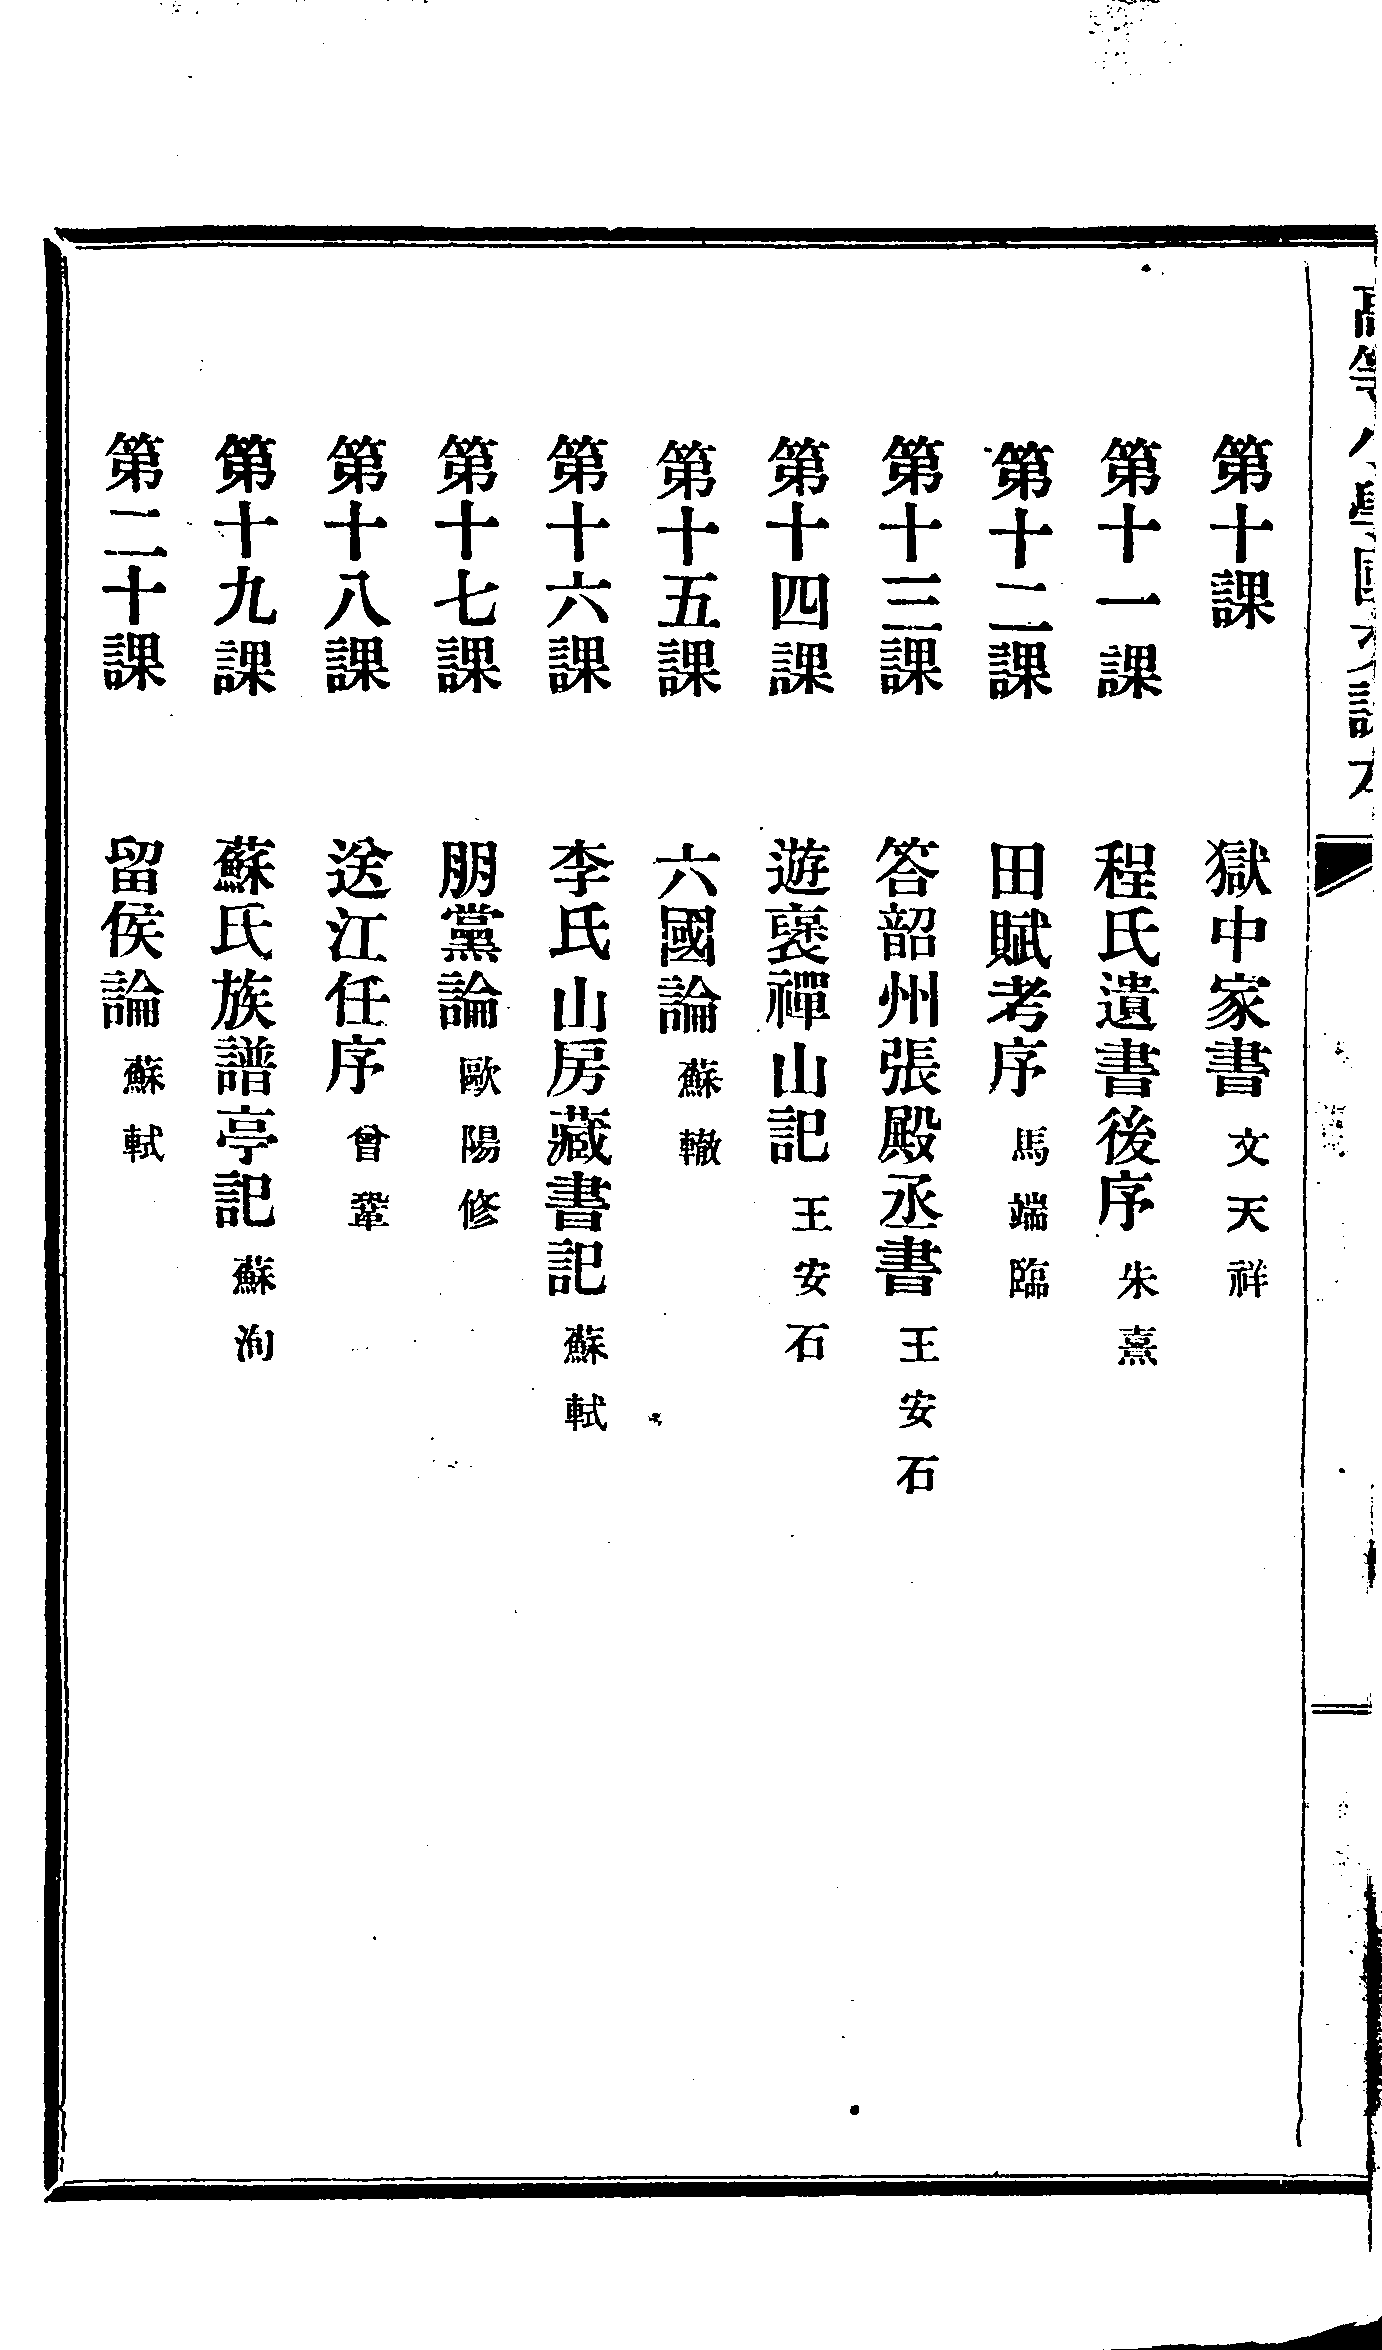 高等小學國文讀本
第十課　獄中家書　文天祥
第十一課　程氏遺書後序　朱熹
第十二課　田賦考序　馬端臨
第十三課　答韶州張殿丞書　王安石
第十四課　遊褒禪山記　王安石
第十五課　六國論　蘇轍
第十六課　李氏山房藏書記　蘇軾
第十七課　朋黨論　歐陽修
第十八課　送江任序　曾鞏
第十九課　蘇氏族譜亭記　蘇洵
第二十課　留侯論　蘇軾